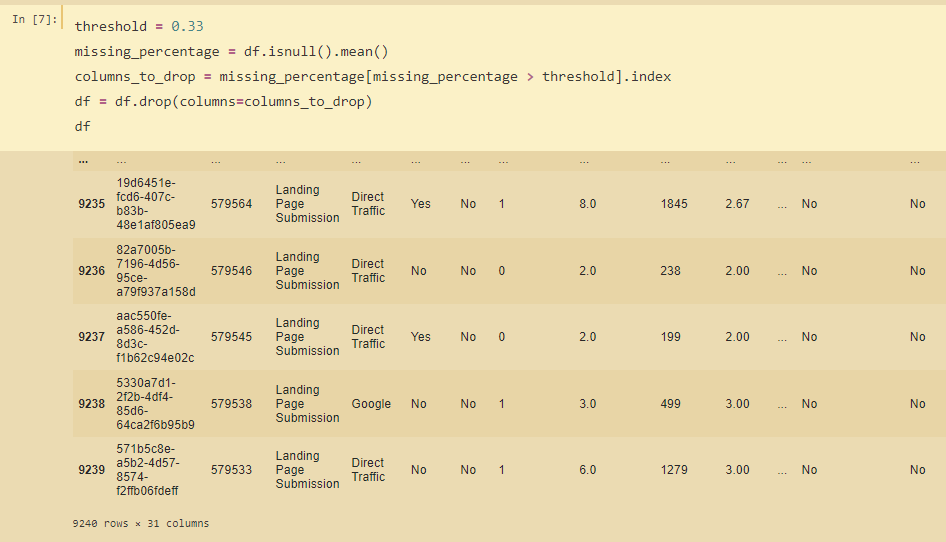 In [7]:
threshold = 0.33
missing_percentage = df.isnull().mean()
columns_to_drop = missing_percentage[missing_percentage > threshold].index
df = df.drop(columns=columns_to_drop)
df
... ... ... ... ... ... ... ... ... ... ... ... ... ...
9235 19d6451e-fcd6-407c-b83b-48e1af805ea9 579564 Landing Page Submission Direct Traffic Yes No 1 8.0 1845 2.67 ... No No
9236 82a7005b-7196-4d56-95ce-a79f937a158d 579546 Landing Page Submission Direct Traffic No No 0 2.0 238 2.00 ... No No
9237 aac550fe-a586-452d-8d3c-f1b62c94e02c 579545 Landing Page Submission Direct Traffic Yes No 0 2.0 199 2.00 ... No No
9238 5330a7d1-2f2b-4df4-85d6-64ca2f6b95b9 579538 Landing Page Submission Google No No 1 3.0 499 3.00 ... No No
9239 571b5c8e-a5b2-4d57-8574-f2ffb06fdeff 579533 Landing Page Submission Direct Traffic No No 1 6.0 1279 3.00 ... No No
9240 rows × 31 columns